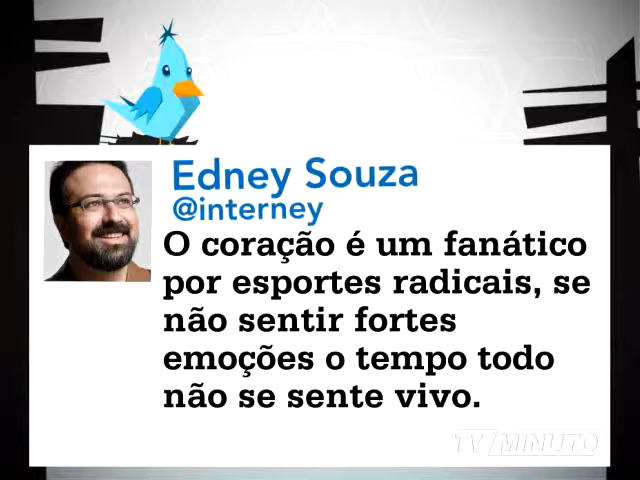 Edney Souza
@interney
O coração é um fanático
por esportes radicais, se
não sentir fortes
emoções o tempo todo
não se sente vivo.
TV MINUTO